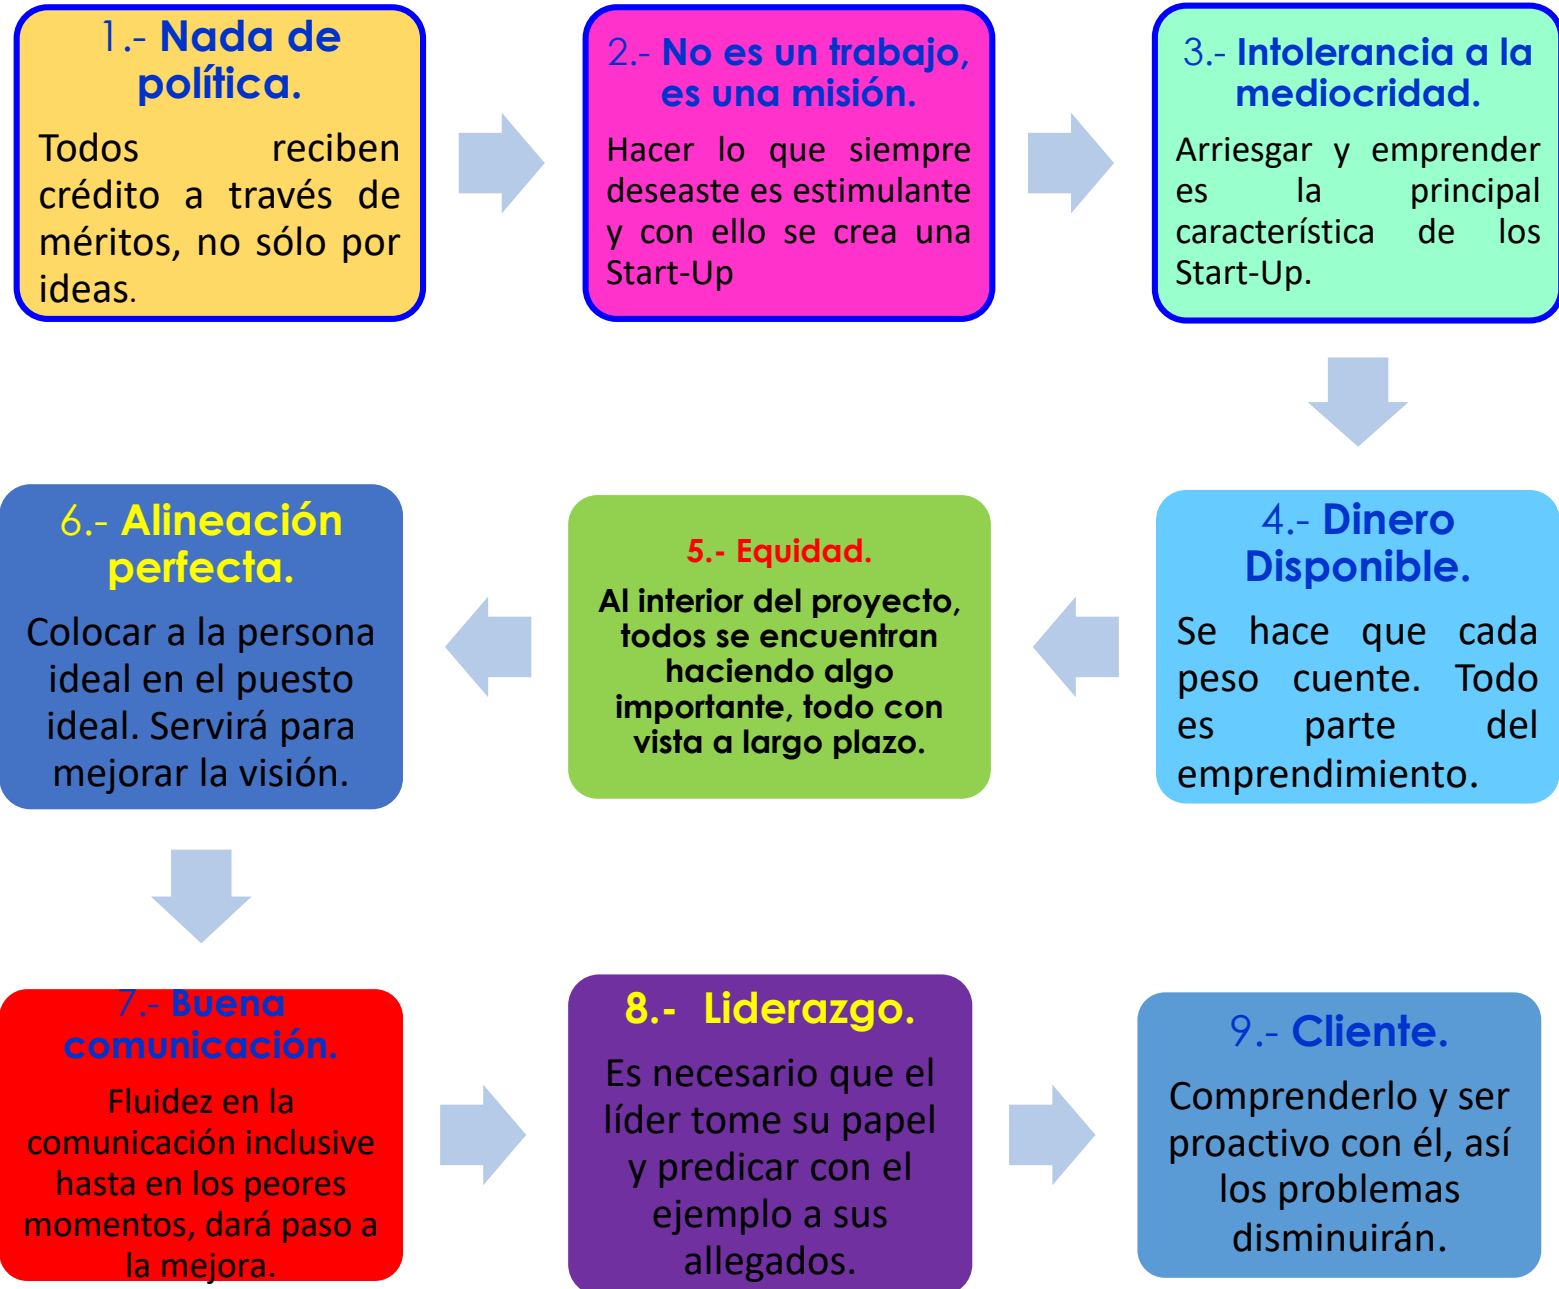 1.- Nada de
política.
Todos reciben
crédito a través de
méritos, no sólo por
ideas.
2.- No es un trabajo,
es una misión.
Hacer lo que siempre
deseaste es estimulante
y con ello se crea una
Start-Up
3.- Intolerancia a la
mediocridad.
Arriesgar y emprender
es la principal
característica de los
Start-Up.
4.- Dinero
Disponible.
Se hace que cada
peso cuente. Todo
es parte del
emprendimiento.
5.- Equidad.
Al interior del proyecto,
todos se encuentran
haciendo algo
importante, todo con
vista a largo plazo.
6.- Alineación
perfecta.
Colocar a la persona
ideal en el puesto
ideal. Servirá para
mejorar la visión.
7.- Buena
comunicación.
Fluidez en la
comunicación inclusive
hasta en los peores
momentos, dará paso a
la mejora.
8.- Liderazgo.
Es necesario que el
líder tome su papel
y predicar con el
ejemplo a sus
allegados.
9.- Cliente.
Comprenderlo y ser
proactivo con él, así
los problemas
disminuirán.